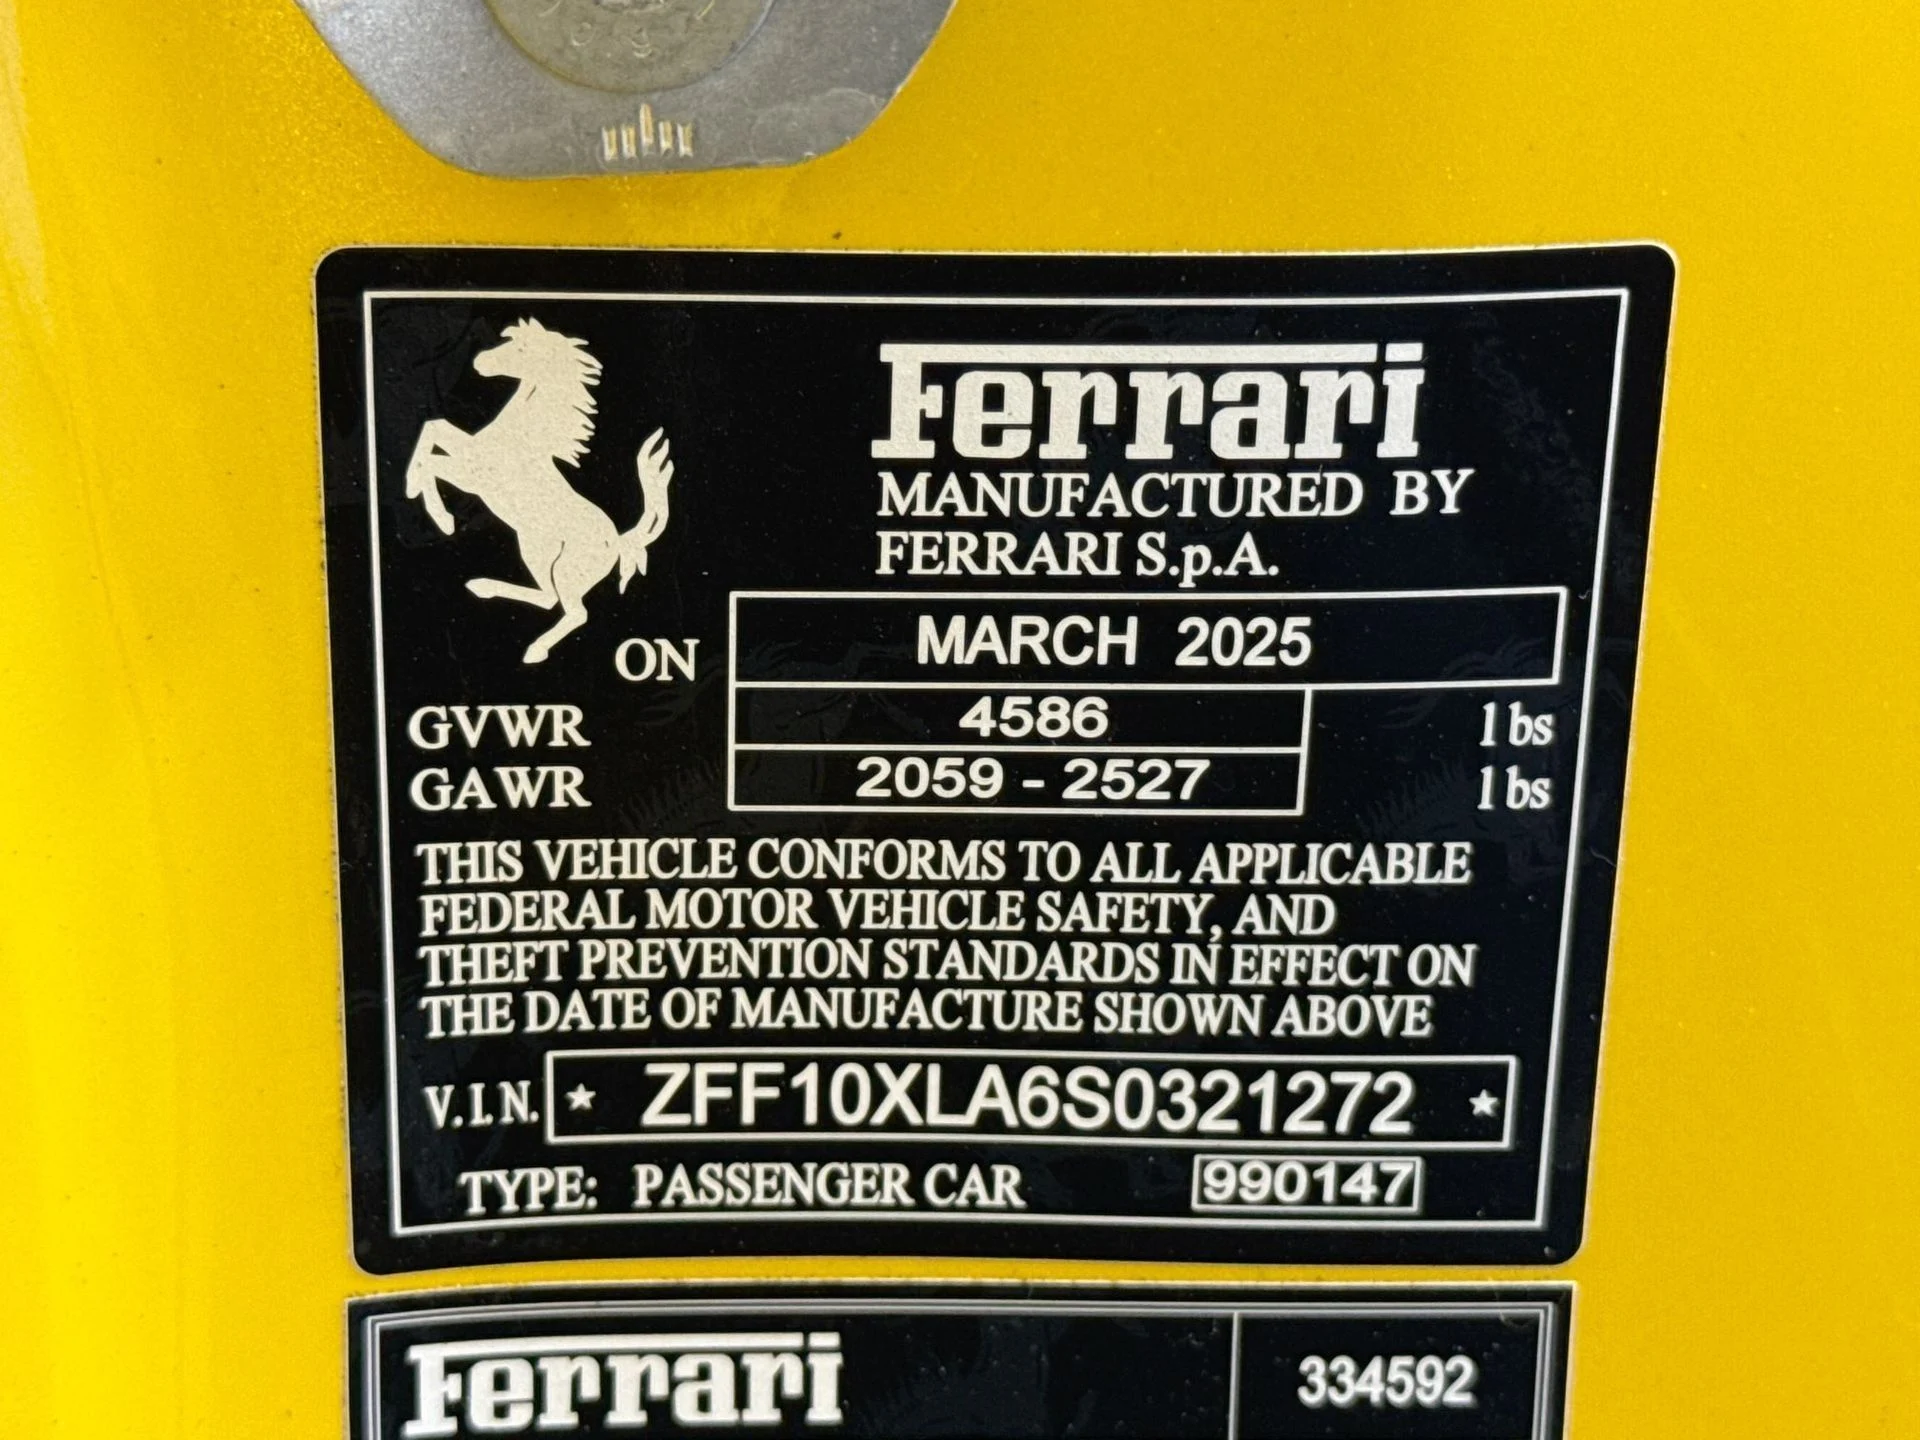 Ferrari
MANUFACTURED BY
FERRARI S.p.A.
ON MARCH 2025
GVWR 4586 lbs
GAWR 2059 - 2527 lbs
THIS VEHICLE CONFORMS TO ALL APPLICABLE
FEDERAL MOTOR VEHICLE SAFETY, AND
THEFT PREVENTION STANDARDS IN EFFECT ON
THE DATE OF MANUFACTURE SHOWN ABOVE
V.I.N. ★ ZFF10XLA6S0321272 ★
TYPE: PASSENGER CAR 990147
Ferrari 334592